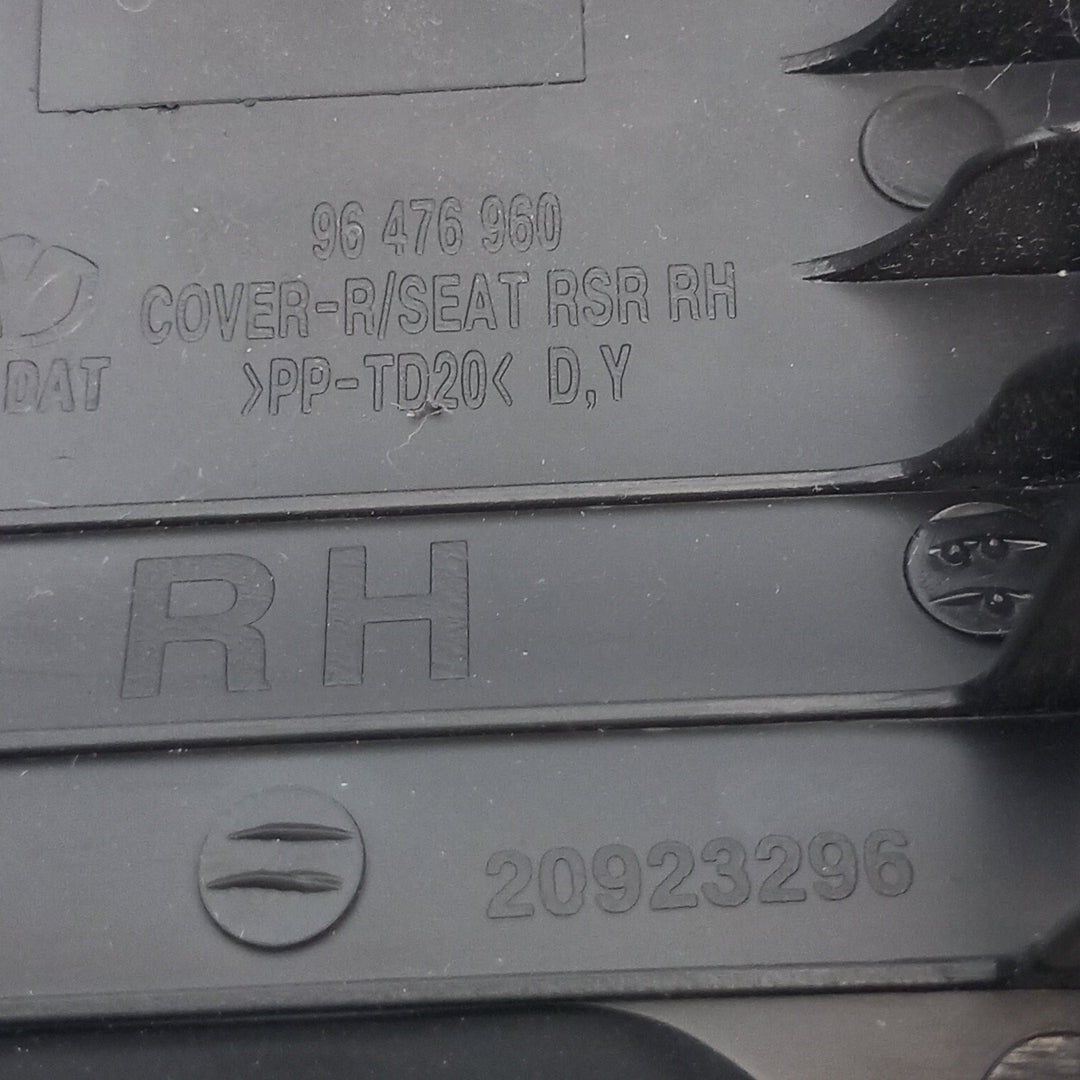 96 476 960
COVER-R/SEAT RSR RH
DAT
>PP-TD20< D,Y
RH
20923296